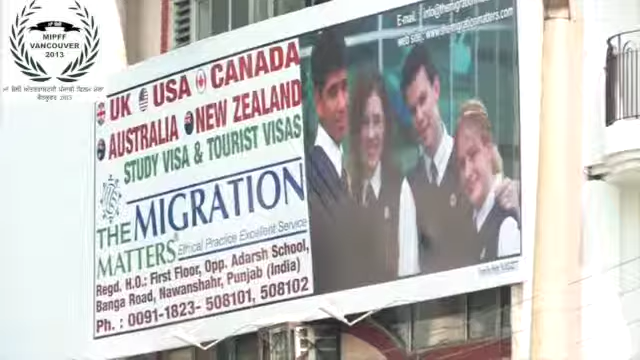 MIPFF
VANCOUVER
2013
E-mail: info@themigrationmatters.com
web site: www.themigrationmatters.com
UK USA CANADA
AUSTRALIA NEW ZEALAND
STUDY VISA & TOURIST VISAS
THE MIGRATION
MATTERS®
Ethical Practice Excellent Service
Regd. H.O.: First Floor, Opp. Adarsh School,
Banga Road, Nawanshahr, Punjab (India)
Ph. : 0091-1823- 508101, 508102